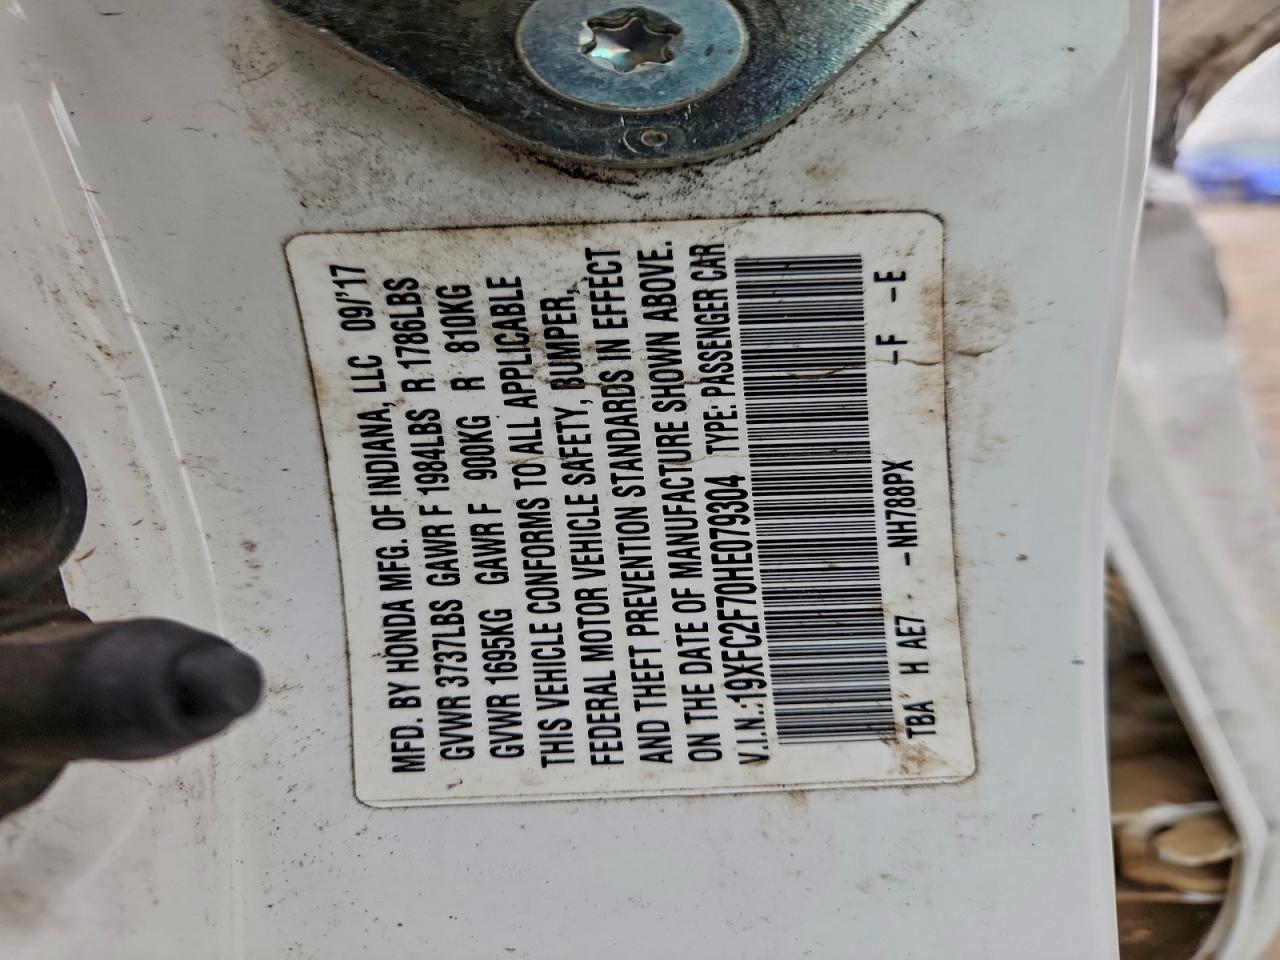 MFD. BY HONDA MFG. OF INDIANA, LLC 09/'17
GVWR 3737LBS GAWR F 1984LBS R 1786LBS
GVWR 1695KG GAWR F 900KG R 810KG
THIS VEHICLE CONFORMS TO ALL APPLICABLE
FEDERAL MOTOR VEHICLE SAFETY, BUMPER,
AND THEFT PREVENTION STANDARDS IN EFFECT
ON THE DATE OF MANUFACTURE SHOWN ABOVE.
V.I.N.:19XFC2F70HE079304 TYPE: PASSENGER CAR
TBA H AE7 - -NH788PX -F -E